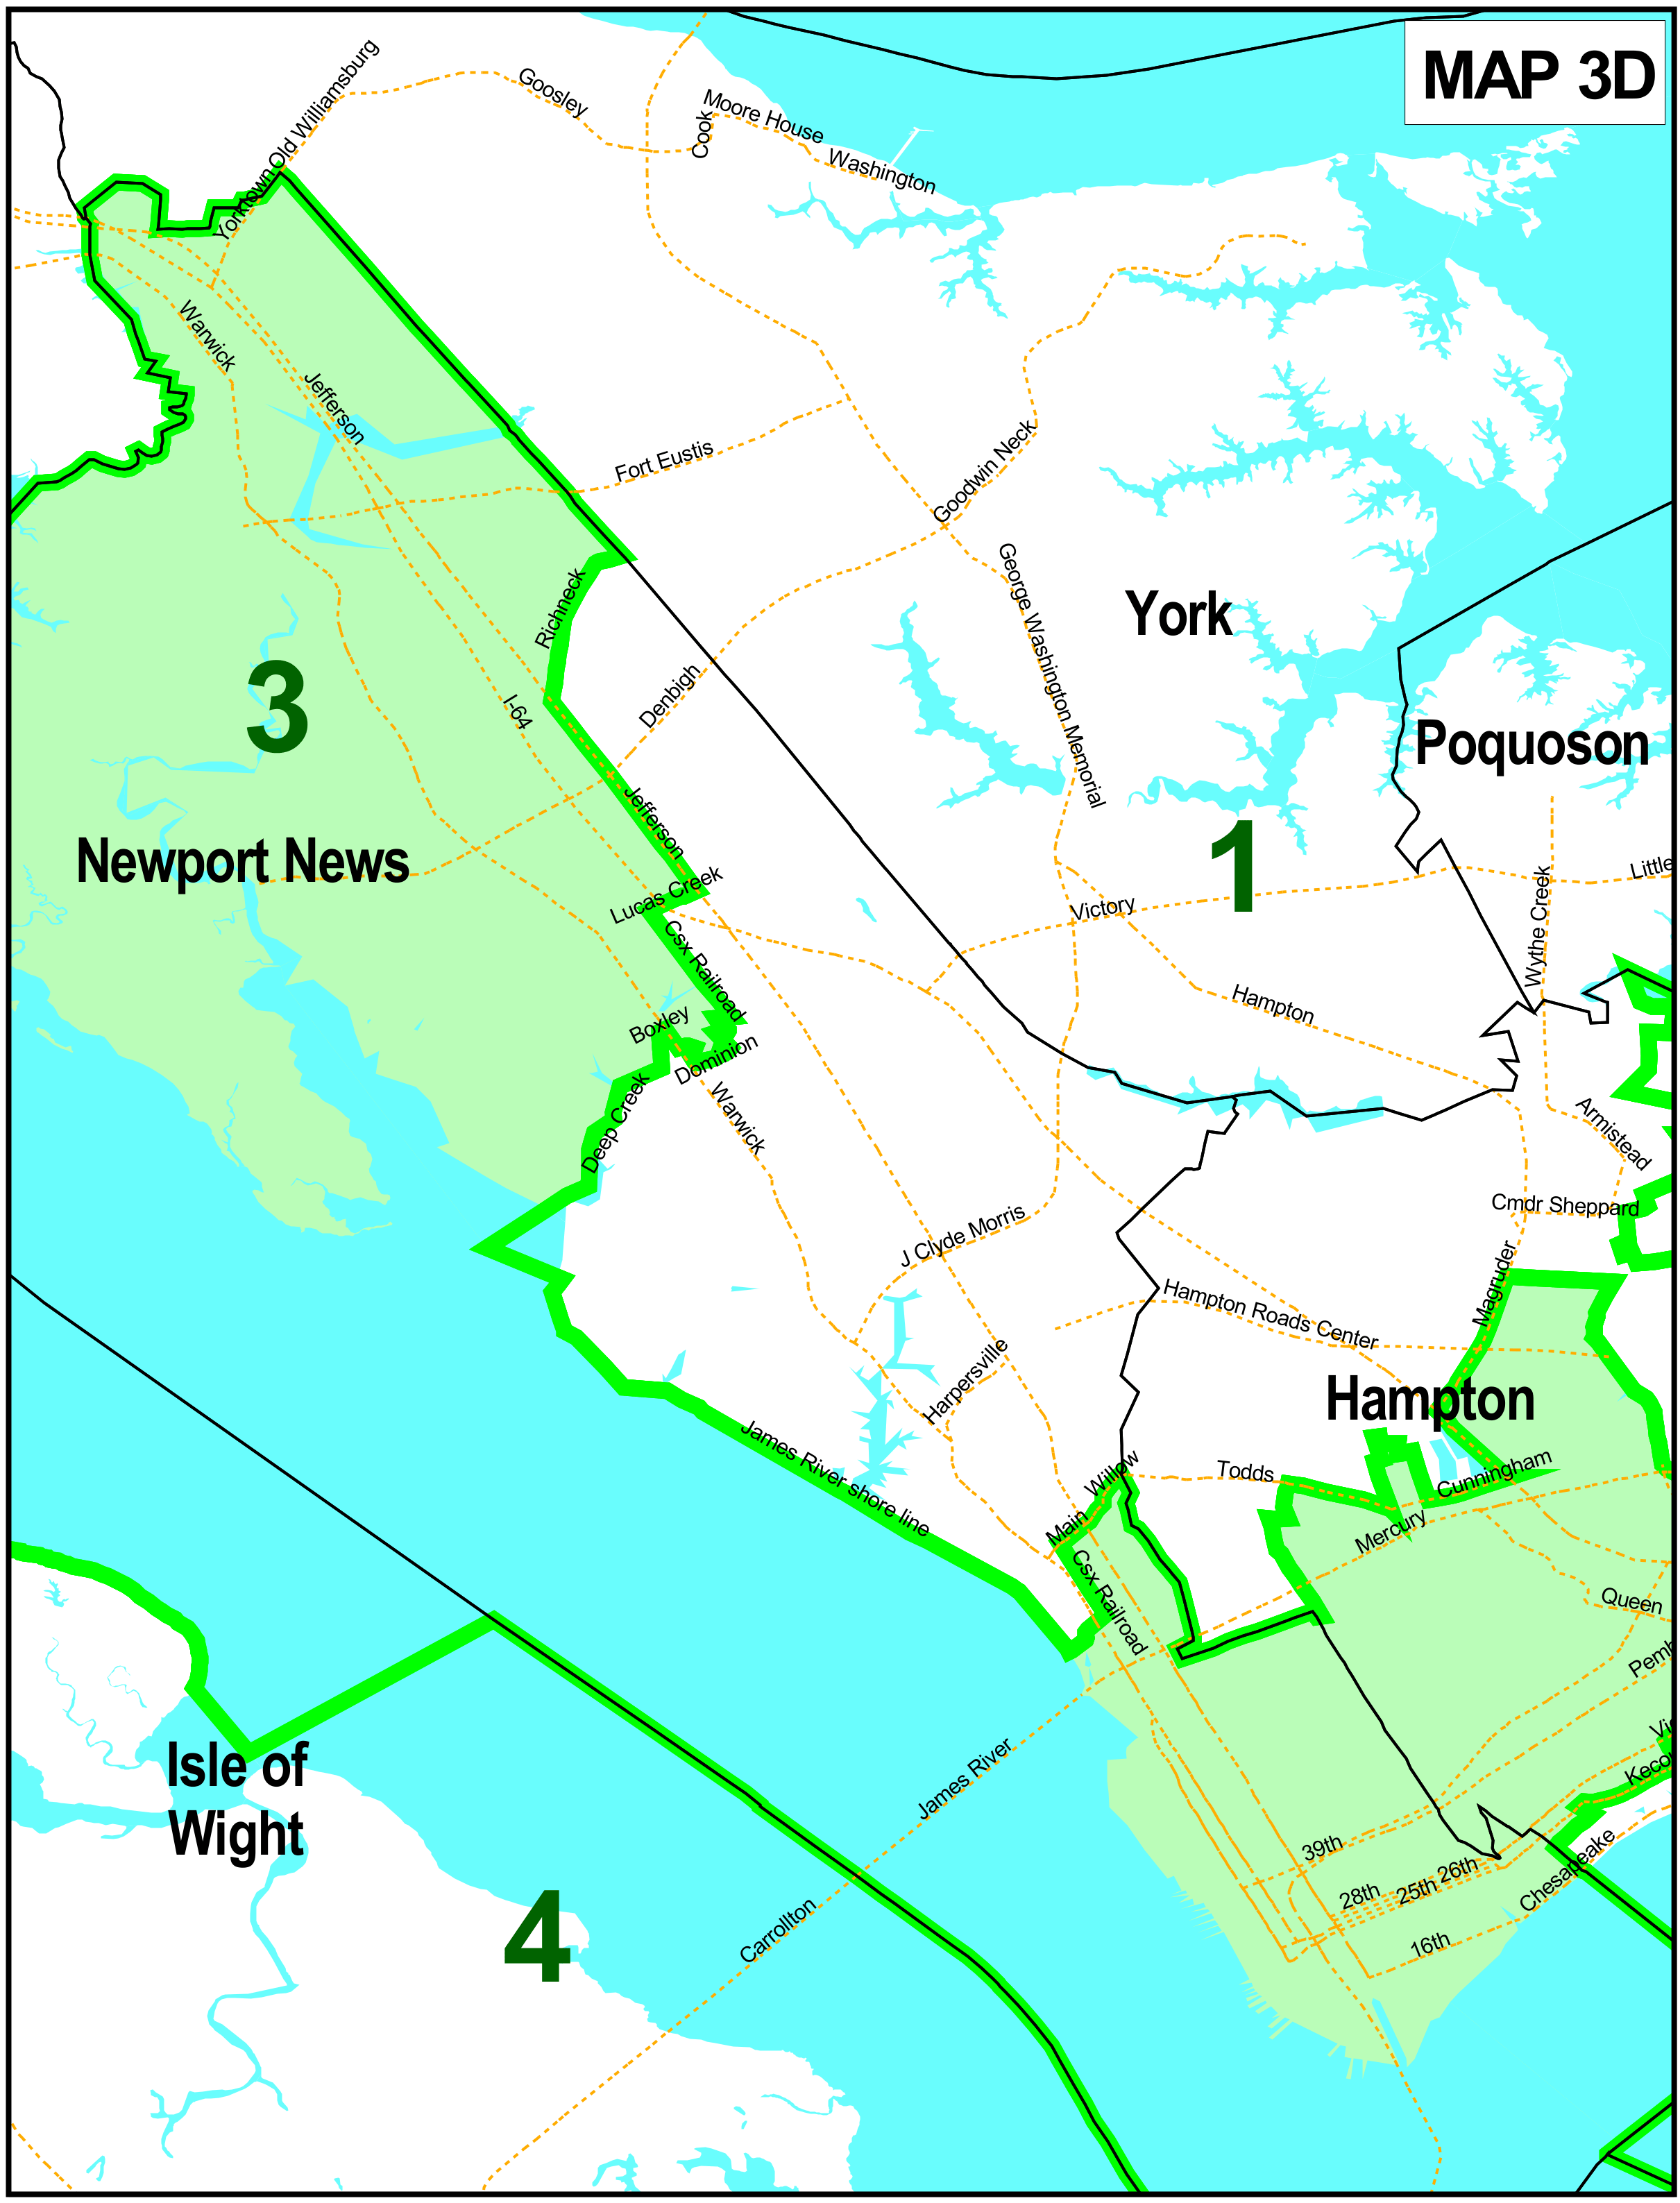 MAP 3D
Yorktown
Old Williamsburg
Goosley
Cook
Moore House
Washington
Warwick
Jefferson
Fort Eustis
Goodwin Neck
George Washington Memorial
Richneck
York
3
I-64
Denbigh
Poquoson
Newport News
Jefferson
1
Lucas Creek
Victory
Little
Csx Railroad
Wythe Creek
Hampton
Boxley
Dominion
Deep Creek
Warwick
Armistead
Cmdr Sheppard
J Clyde Morris
Magruder
Hampton Roads Center
Harpersville
Hampton
James River shore line
Willow
Todds
Cunningham
Main
Mercury
Csx Railroad
Queen
Pemb
Vi
Isle of
Wight
James River
Keco
39th
28th
25th
26th
Chesapeake
4
Carrollton
16th